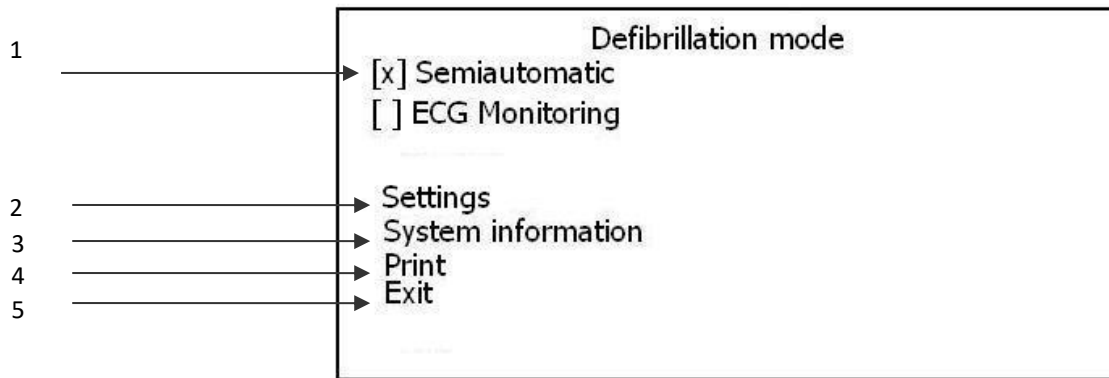 Defibrillation mode
1
[x] Semiautomatic
[ ] ECG Monitoring
2 Settings
3 System information
4 Print
5 Exit